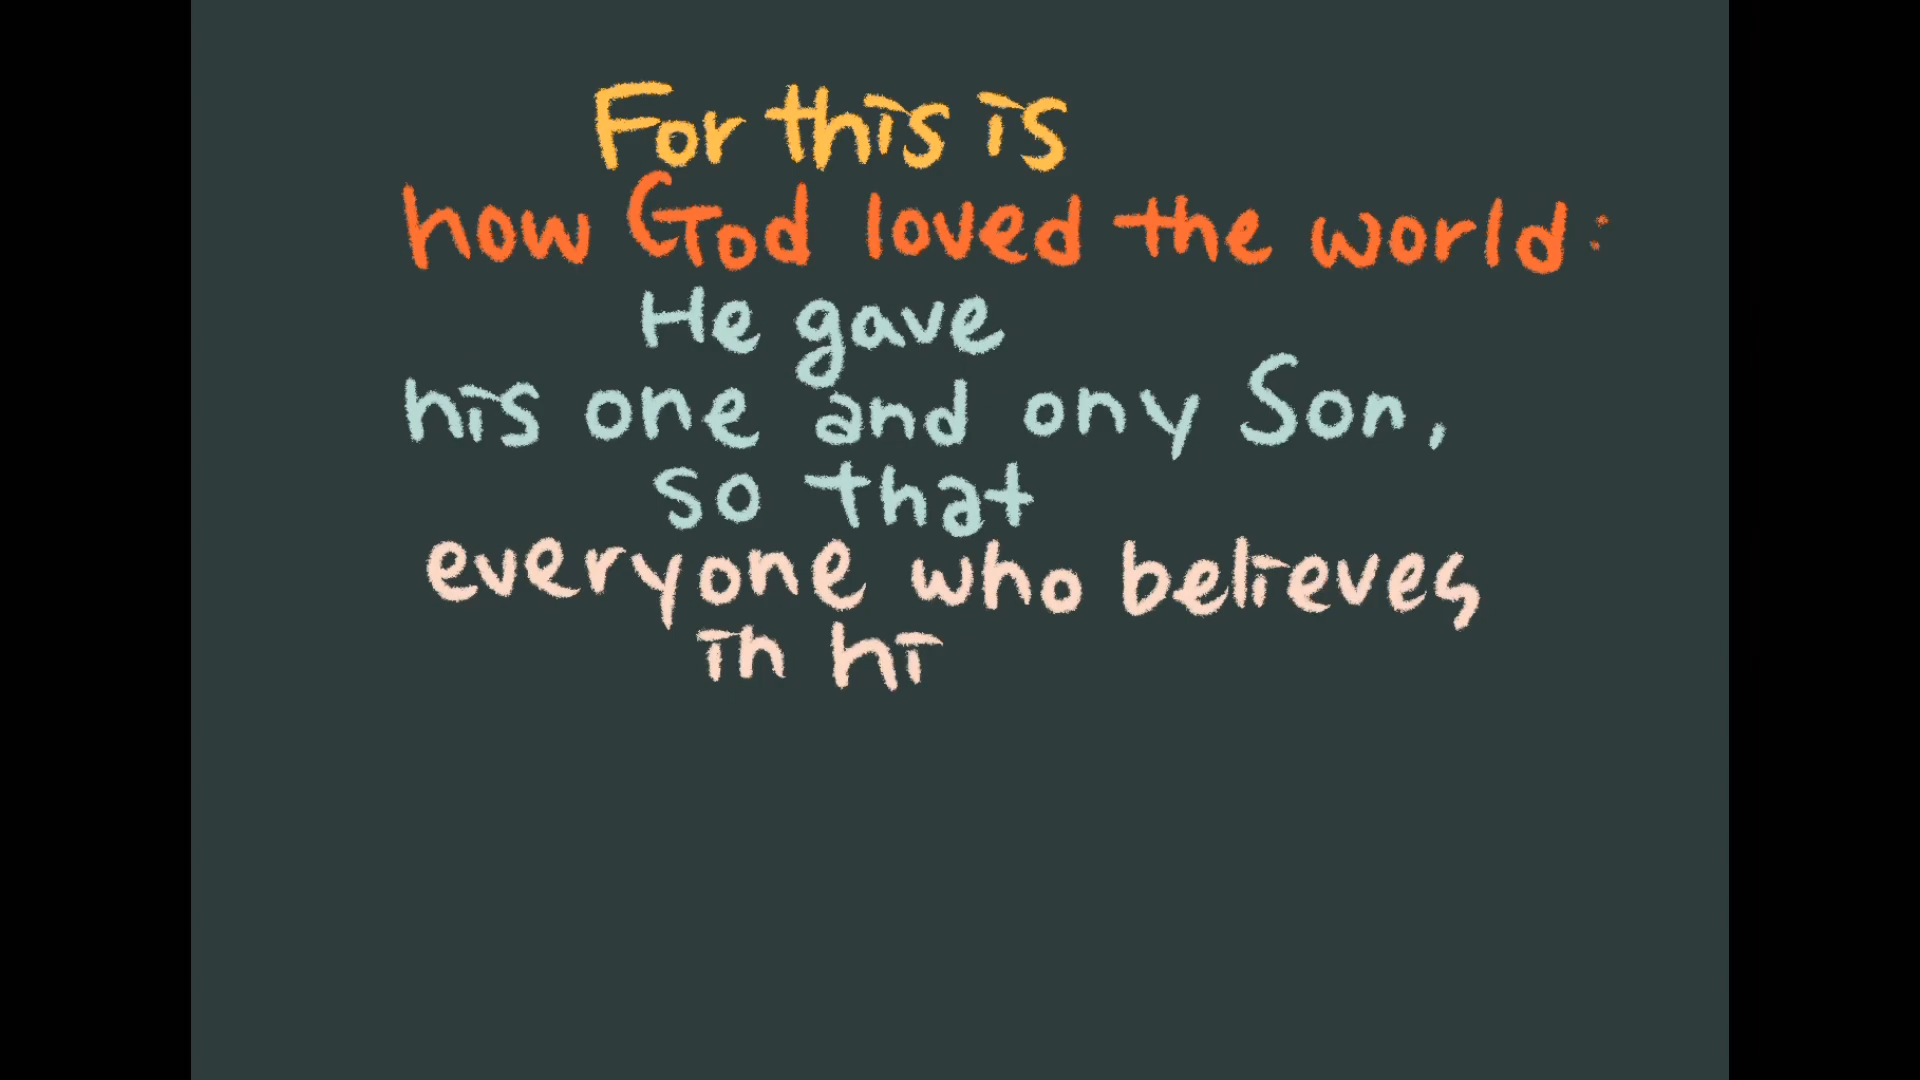 For this is
how God loved the world:
He gave
his one and ony Son,
so that
everyone who believes
in hi